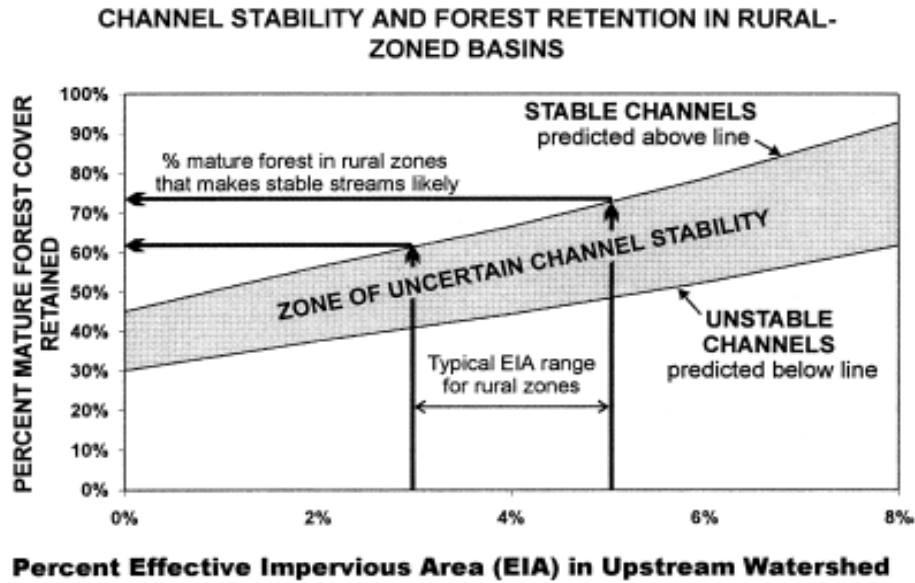 CHANNEL STABILITY AND FOREST RETENTION IN RURAL-
ZONED BASINS
PERCENT MATURE FOREST COVER
RETAINED
100%
90%
80%
70%
60%
50%
40%
30%
20%
10%
0%
STABLE CHANNELS
predicted above line
% mature forest in rural zones
that makes stable streams likely
ZONE OF UNCERTAIN CHANNEL STABILITY
UNSTABLE
CHANNELS
predicted below line
Typical EIA range
for rural zones
0%
2%
4%
6%
8%
Percent Effective Impervious Area (EIA) in Upstream Watershed